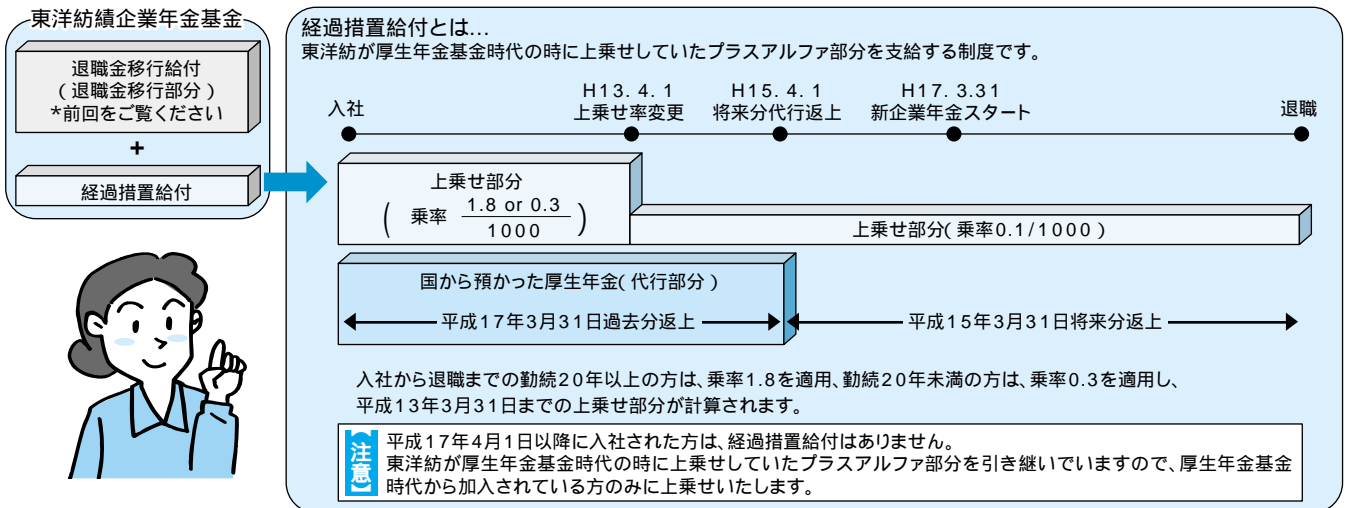 東洋紡績企業年金基金
退職金移行給付
(退職金移行部分)
*前回をご覧ください
+
経過措置給付
経過措置給付とは…
東洋紡が厚生年金基金時代の時に上乗せしていたプラスアルファ部分を支給する制度です。
入社
H13.4.1
上乗せ率変更
H15.4.1
将来分代行返上
H17.3.31
新企業年金スタート
退職
上乗せ部分
(乗率 1.8 or 0.3
1000 )
上乗せ部分(乗率0.1/1000)
国から預かった厚生年金(代行部分)
平成17年3月31日過去分返上
平成15年3月31日将来分返上
入社から退職までの勤続20年以上の方は、乗率1.8を適用、勤続20年未満の方は、乗率0.3を適用し、
平成13年3月31日までの上乗せ部分が計算されます。
【注意】
平成17年4月1日以降に入社された方は、経過措置給付はありません。
東洋紡が厚生年金基金時代の時に上乗せしていたプラスアルファ部分を引き継いでいますので、厚生年金基金
時代から加入されている方のみに上乗せいたします。